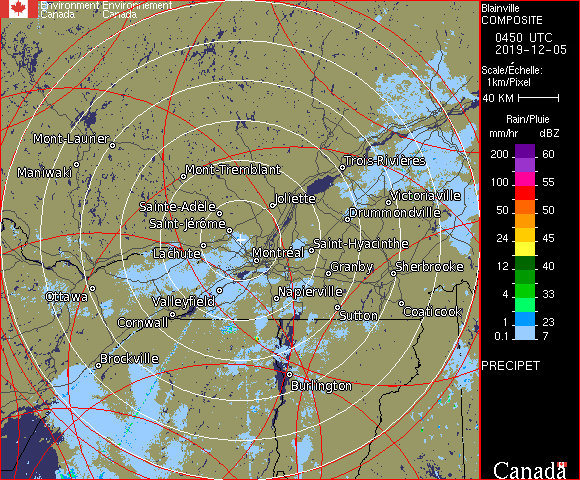 Environment Environnement
Canada Canada
Blainville
COMPOSITE
0450 UTC
2019-12-05
Scale/Échelle:
1km/Pixel
40 KM
Rain/Pluie
mm/hr dBZ
200 60
100 55
50 50
24 45
12 40
4 33
1 23
0.1 7
PRECIPET
Canada
Mont-Laurier
Maniwaki
Mont-Tremblant
Trois-Rivières
Sainte-Adèle
Joliette
Victoriaville
Saint-Jérôme
Drummondville
Lachute
Montréal
Saint-Hyacinthe
Granby
Sherbrooke
Ottawa
Valleyfield
Napierville
Cornwall
Sutton
Coaticook
Brockville
Burlington